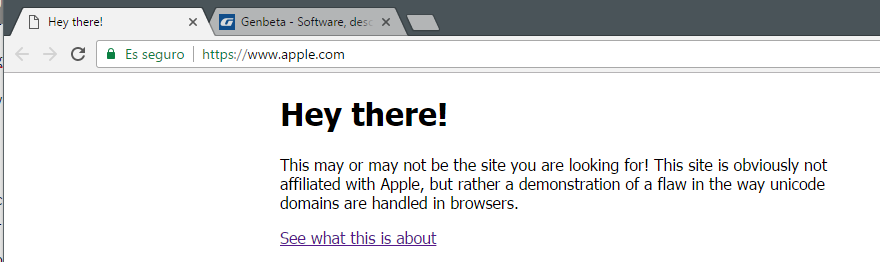 Hey there!
Genbeta - Software, desc
Es seguro
https://www.apple.com
Hey there!
This may or may not be the site you are looking for! This site is obviously not
affiliated with Apple, but rather a demonstration of a flaw in the way unicode
domains are handled in browsers.
See what this is about